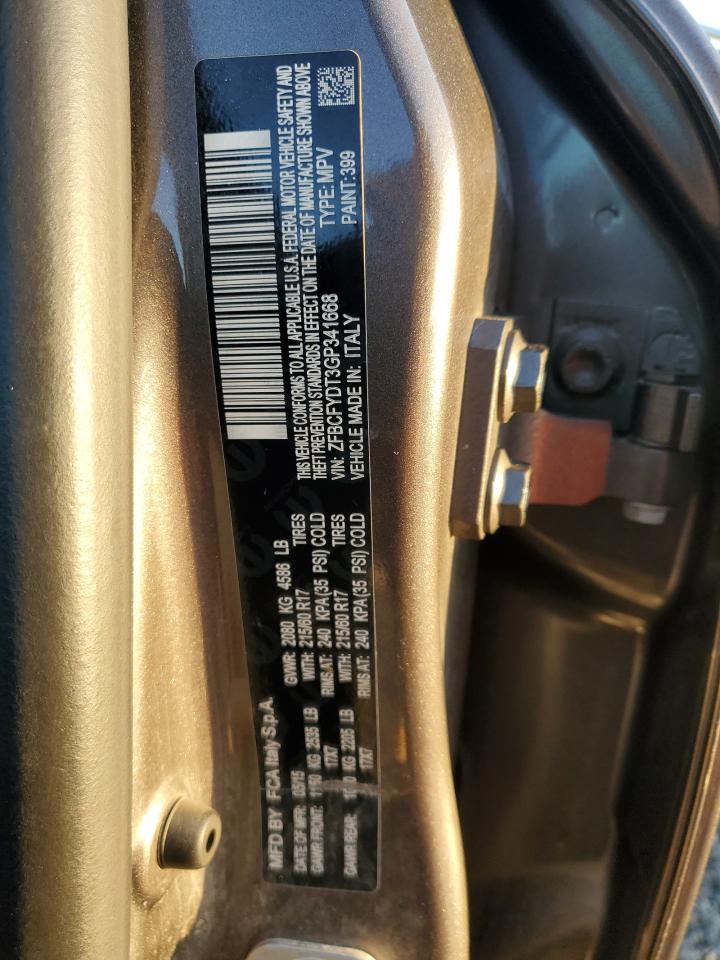 MFD BY FCA Italy S.p.A.
DATE OF MFR: 05/15 GVWR: 2080 KG 4586 LB
GAWR FRONT: 1150 KG 2535 LB WITH: 215/60 R17 TIRES
17X7 RIMS AT: 240 KPA (35 PSI) COLD
GAWR REAR: KG 2285 LB WITH: 215/60 R17 TIRES
17X7 RIMS AT: 240 KPA (35 PSI) COLD
THIS VEHICLE CONFORMS TO ALL APPLICABLE U.S.A. FEDERAL MOTOR VEHICLE SAFETY AND
THEFT PREVENTION STANDARDS IN EFFECT ON THE DATE OF MANUFACTURE SHOWN ABOVE
VIN: ZFBCFYDT3GP341668 TYPE: MPV
VEHICLE MADE IN: ITALY PAINT: 399